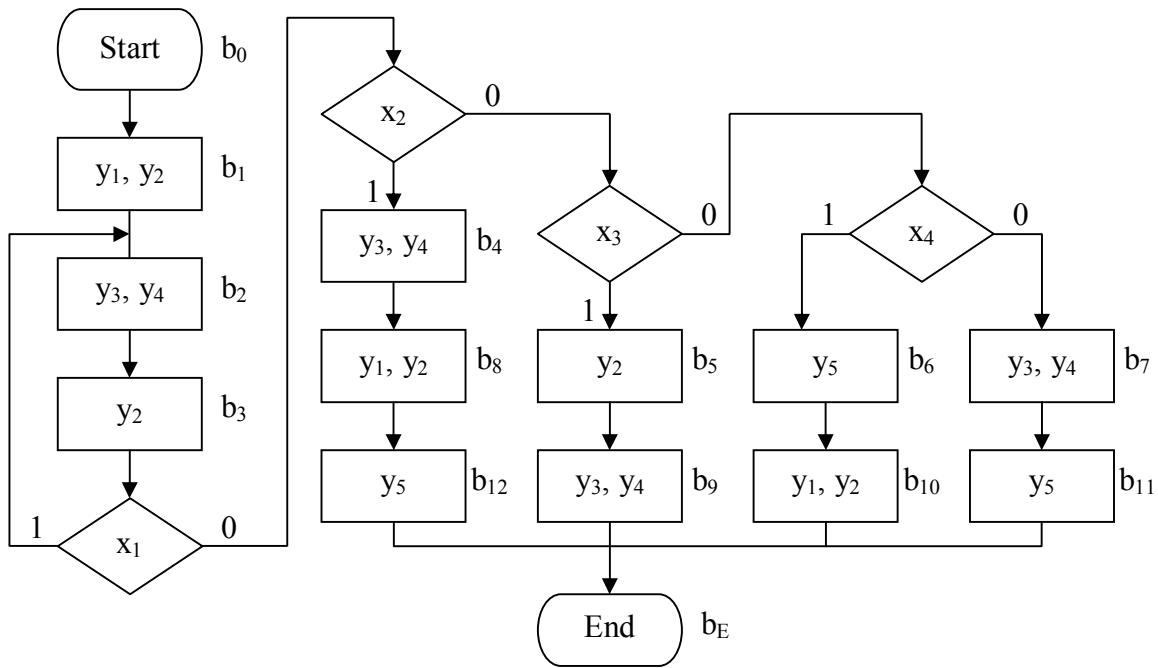 Start b₀
y₁, y₂ b₁
y₃, y₄ b₂
y₂ b₃
1 x₁ 0
x₂ 0
1
y₃, y₄ b₄
y₁, y₂ b₈
y₅ b₁₂
x₃ 0
1
y₂ b₅
y₃, y₄ b₉
1 x₄ 0
y₅ b₆
y₁, y₂ b₁₀
y₃, y₄ b₇
y₅ b₁₁
End b_E